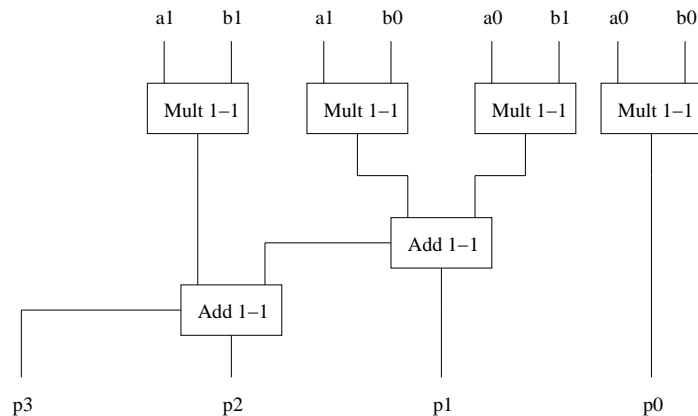 a1 b1 a1 b0 a0 b1 a0 b0
Mult 1−1 Mult 1−1 Mult 1−1 Mult 1−1
Add 1−1
Add 1−1
p3 p2 p1 p0